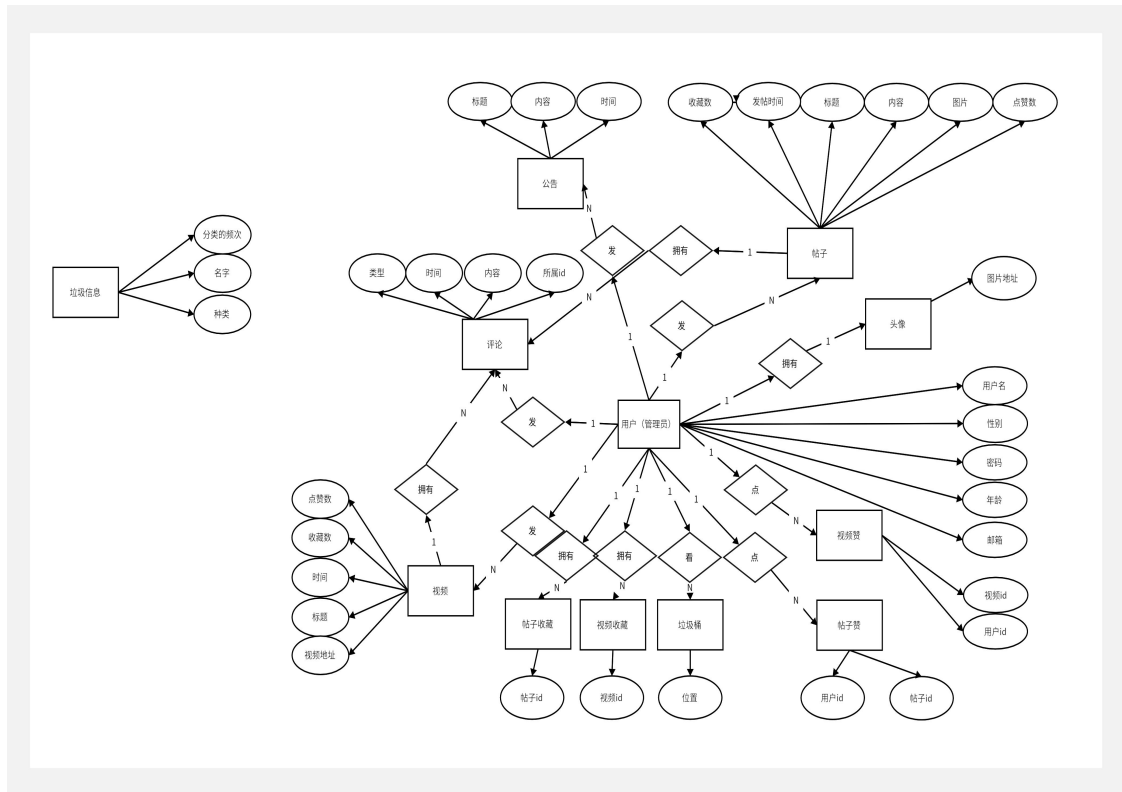 标题
内容
时间
收藏数
发帖时间
标题
内容
图片
点赞数
公告
N
分类的频次
名字
种类
垃圾信息
发
拥有
1
帖子
类型
时间
内容
所属id
N
N
图片地址
发
头像
1
1
评论
拥有
1
N
发
1
1
用户（管理员）
用户名
性别
密码
年龄
邮箱
N
1
1
拥有
点
点赞数
收藏数
时间
标题
视频地址
1
1
1
1
1
N
发
拥有
拥有
看
点
视频赞
视频
N
N
N
N
N
帖子收藏
视频收藏
垃圾桶
帖子赞
视频id
用户id
帖子id
视频id
位置
用户id
帖子id